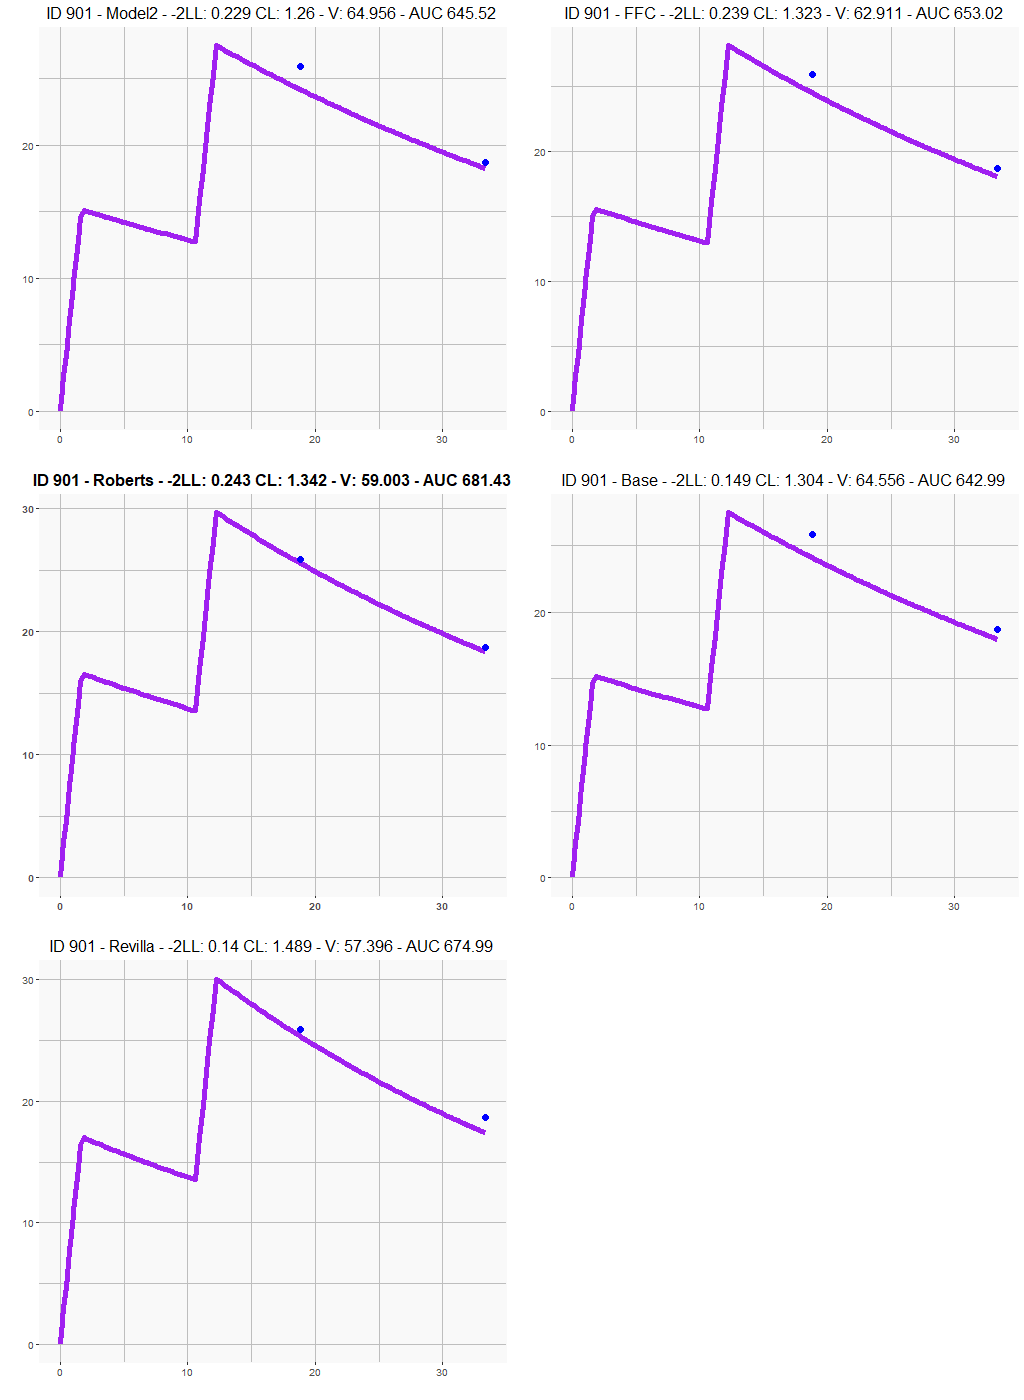 ID 901 - Model2 - -2LL: 0.229 CL: 1.26 - V: 64.956 - AUC 645.52
20
10
0
0 10 20 30
ID 901 - FFC - -2LL: 0.239 CL: 1.323 - V: 62.911 - AUC 653.02
20
10
0
0 10 20 30
ID 901 - Roberts - -2LL: 0.243 CL: 1.342 - V: 59.003 - AUC 681.43
30
20
10
0
0 10 20 30
ID 901 - Base - -2LL: 0.149 CL: 1.304 - V: 64.556 - AUC 642.99
20
10
0
0 10 20 30
ID 901 - Revilla - -2LL: 0.14 CL: 1.489 - V: 57.396 - AUC 674.99
30
20
10
0
0 10 20 30